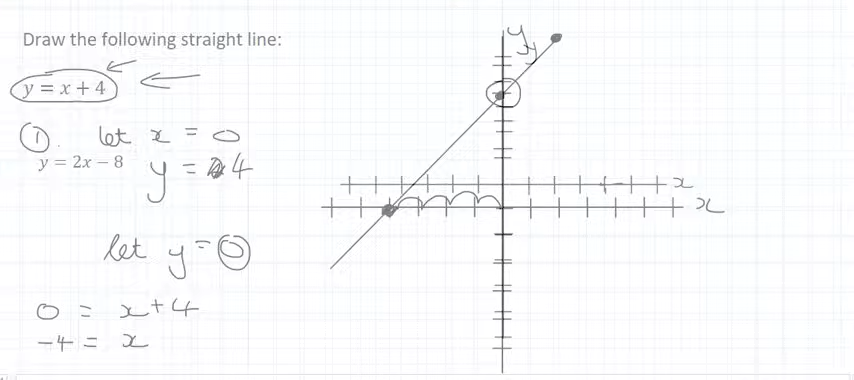 Draw the following straight line:
y = x + 4
① let x = 0
y = 2x − 8
y = 4
let y = 0
0 = x + 4
-4 = x
y
y
x
x